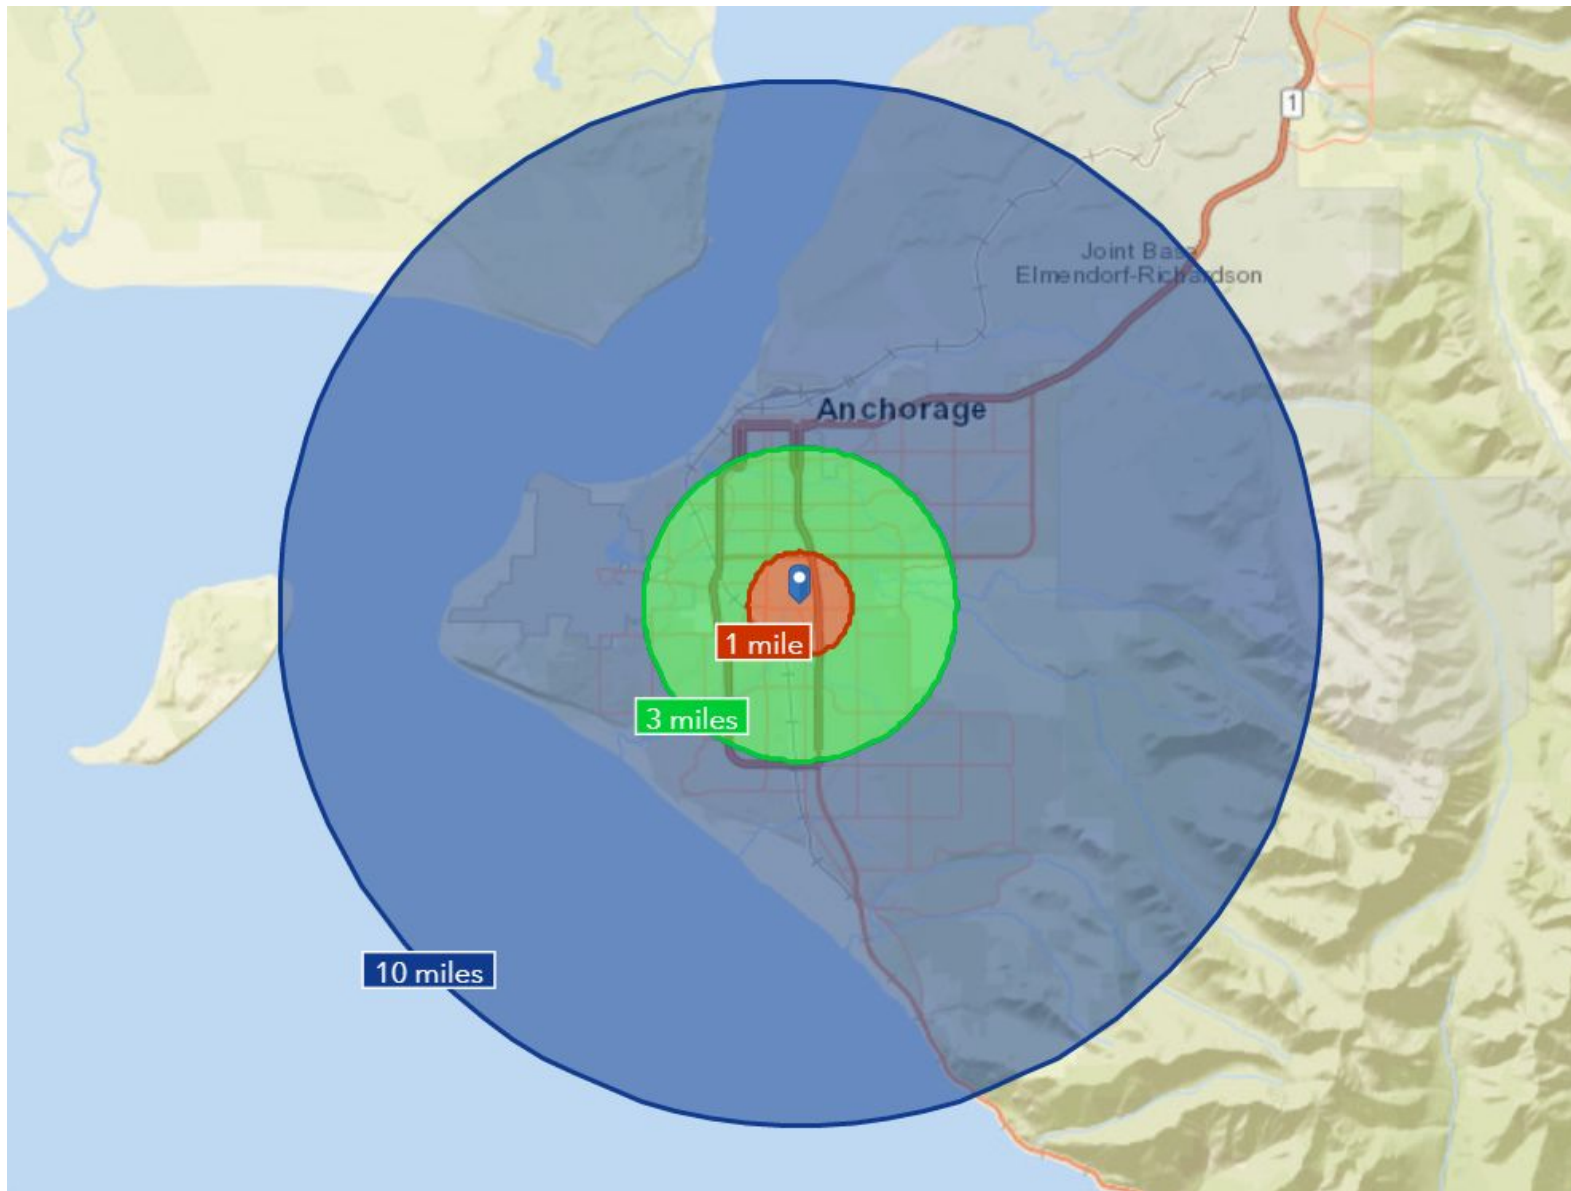 1
Joint Base
Elmendorf-Richardson
Anchorage
1 mile
3 miles
10 miles